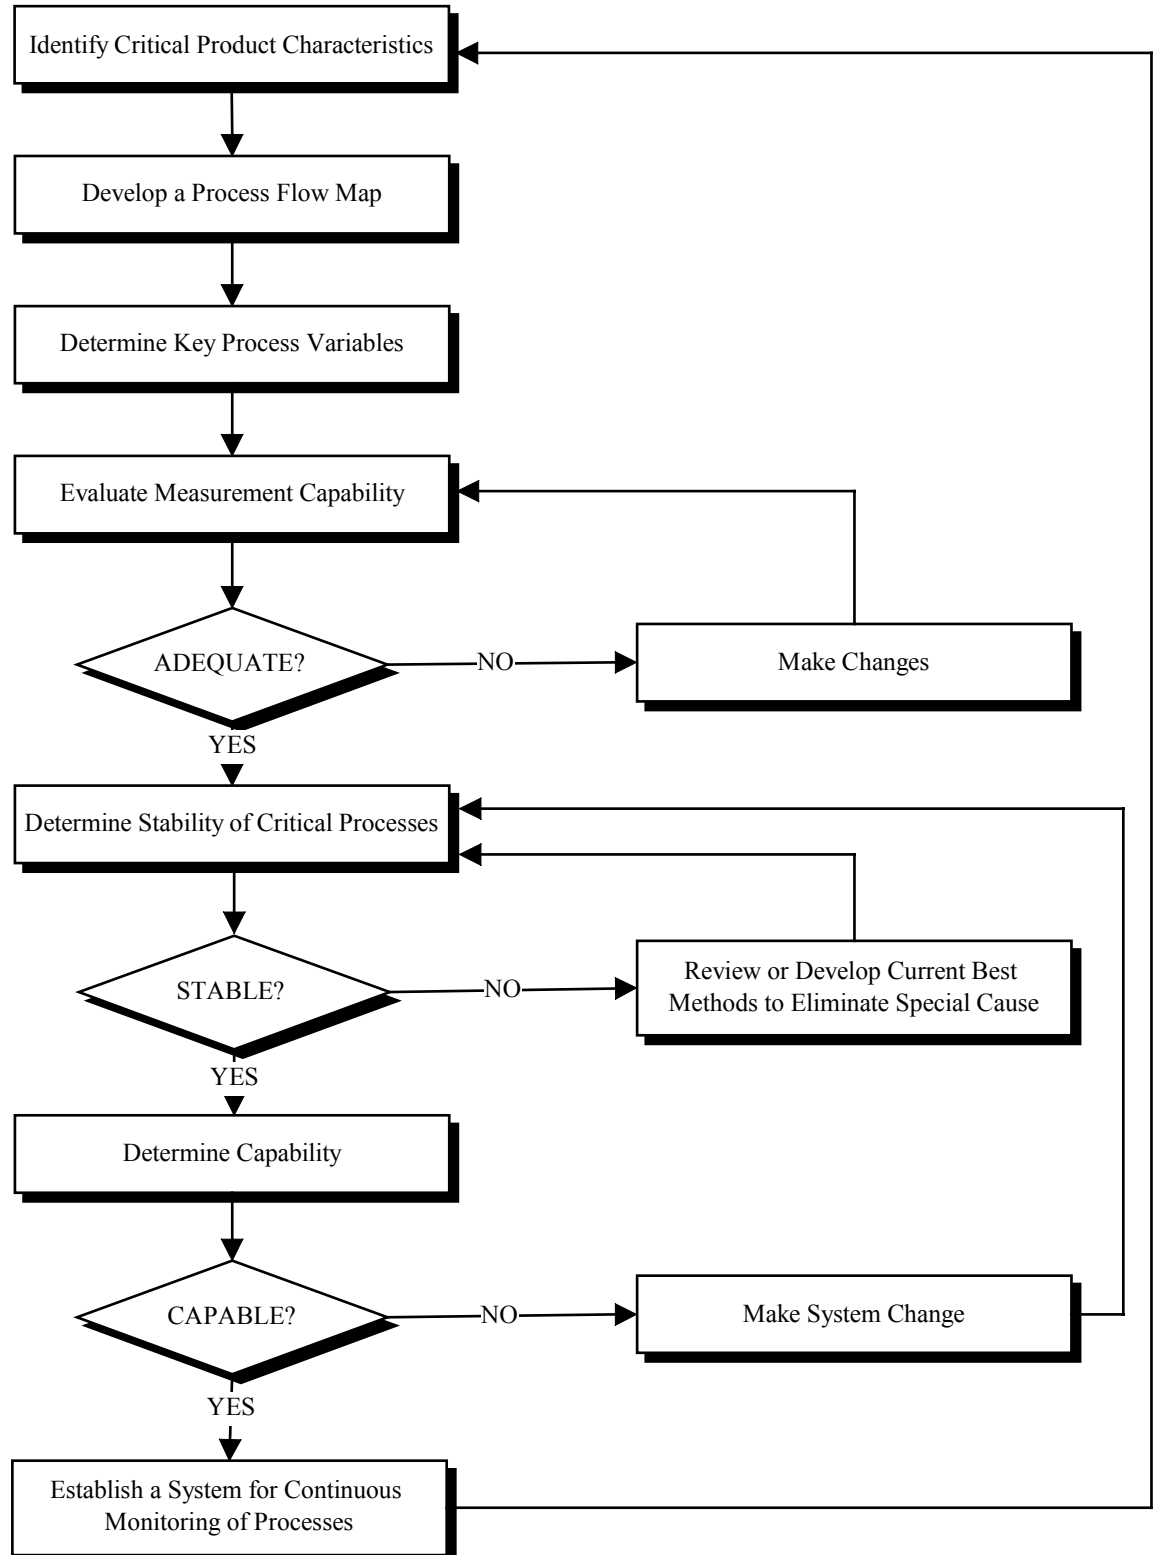 Identify Critical Product Characteristics
Develop a Process Flow Map
Determine Key Process Variables
Evaluate Measurement Capability
ADEQUATE?
NO
Make Changes
YES
Determine Stability of Critical Processes
STABLE?
NO
Review or Develop Current Best
Methods to Eliminate Special Cause
YES
Determine Capability
CAPABLE?
NO
Make System Change
YES
Establish a System for Continuous
Monitoring of Processes